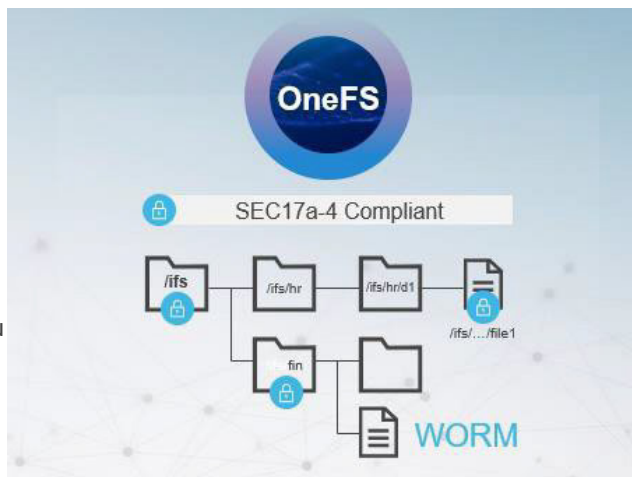 OneFS
SEC17a-4 Compliant
/ifs
/ifs/hr
/ifs/hr/d1
/ifs/..../file1
fin
WORM